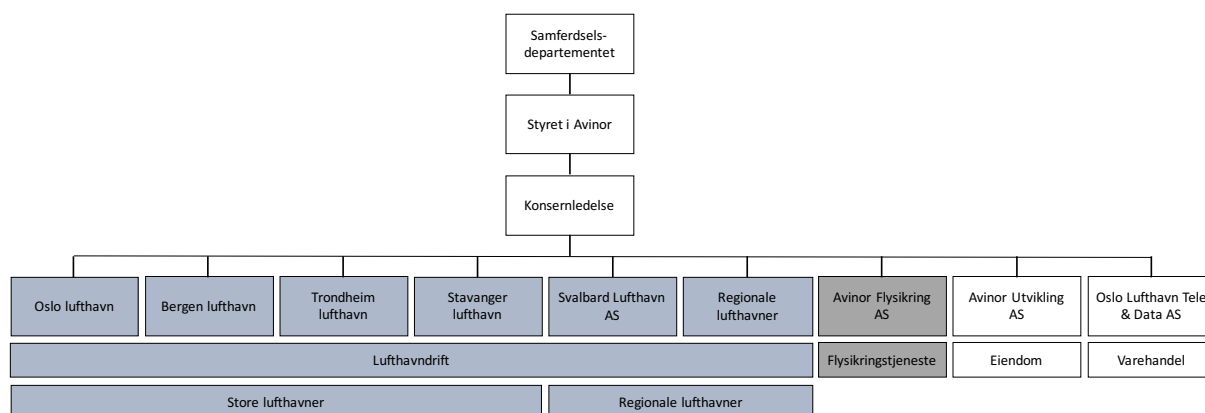 Samferdsels-
departementet
Styret i Avinor
Konsernledelse
Oslo lufthavn
Bergen lufthavn
Trondheim
lufthavn
Stavanger
lufthavn
Svalbard Lufthavn
AS
Regionale
lufthavner
Avinor Flysikring
AS
Avinor Utvikling
AS
Oslo Lufthavn Tele
& Data AS
Lufthavndrift
Flysikringstjeneste
Eiendom
Varehandel
Store lufthavner
Regionale lufthavner